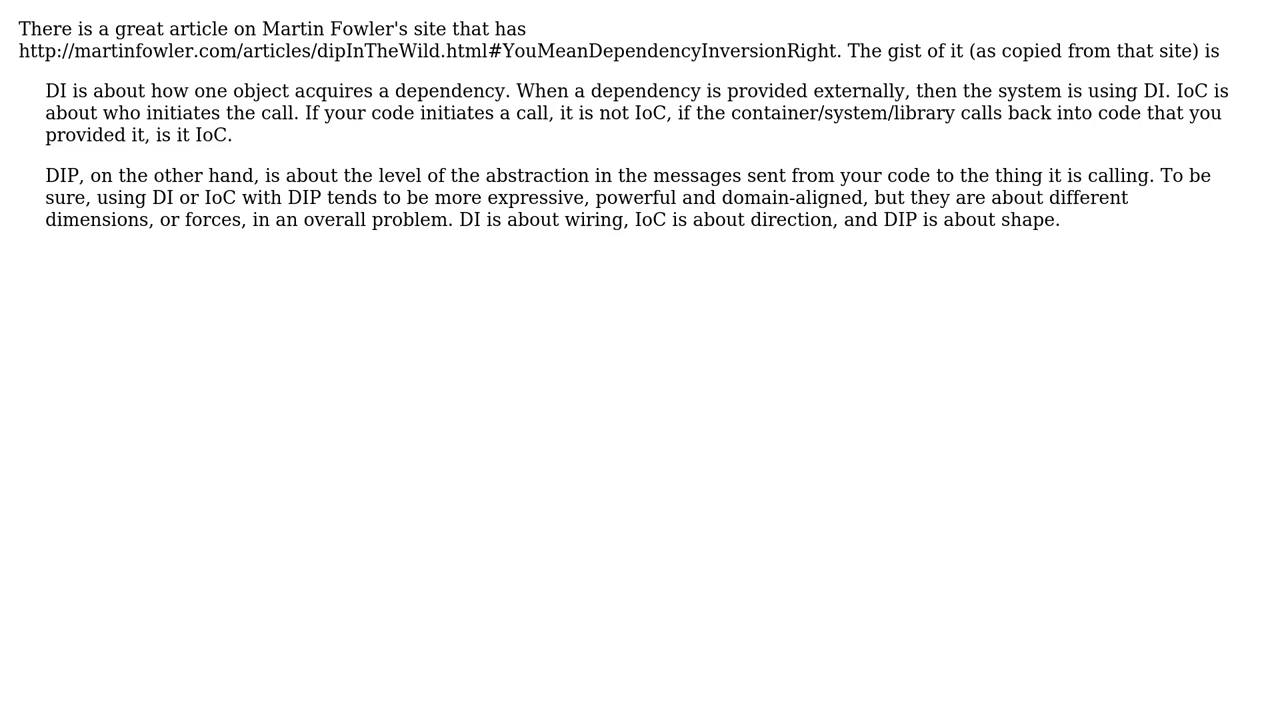 There is a great article on Martin Fowler's site that has
http://martinfowler.com/articles/dipInTheWild.html#YouMeanDependencyInversionRight. The gist of it (as copied from that site) is
DI is about how one object acquires a dependency. When a dependency is provided externally, then the system is using DI. IoC is
about who initiates the call. If your code initiates a call, it is not IoC, if the container/system/library calls back into code that you
provided it, is it IoC.
DIP, on the other hand, is about the level of the abstraction in the messages sent from your code to the thing it is calling. To be
sure, using DI or IoC with DIP tends to be more expressive, powerful and domain-aligned, but they are about different
dimensions, or forces, in an overall problem. DI is about wiring, IoC is about direction, and DIP is about shape.